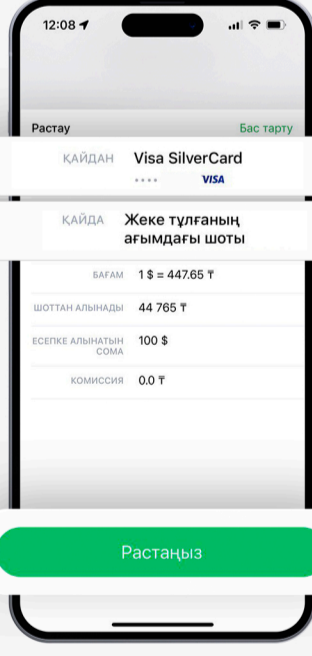 12:08
Растау Бас тарту
ҚАЙДАН Visa SilverCard
.... VISA
ҚАЙДА Жеке тұлғаның
ағымдағы шоты
БАҒАМ 1 $ = 447.65 ₸
ШОТТАН АЛЫНАДЫ 44 765 ₸
ЕСЕПКЕ АЛЫНАТЫН 100 $
СОМА
КОМИССИЯ 0.0 ₸
Растаңыз